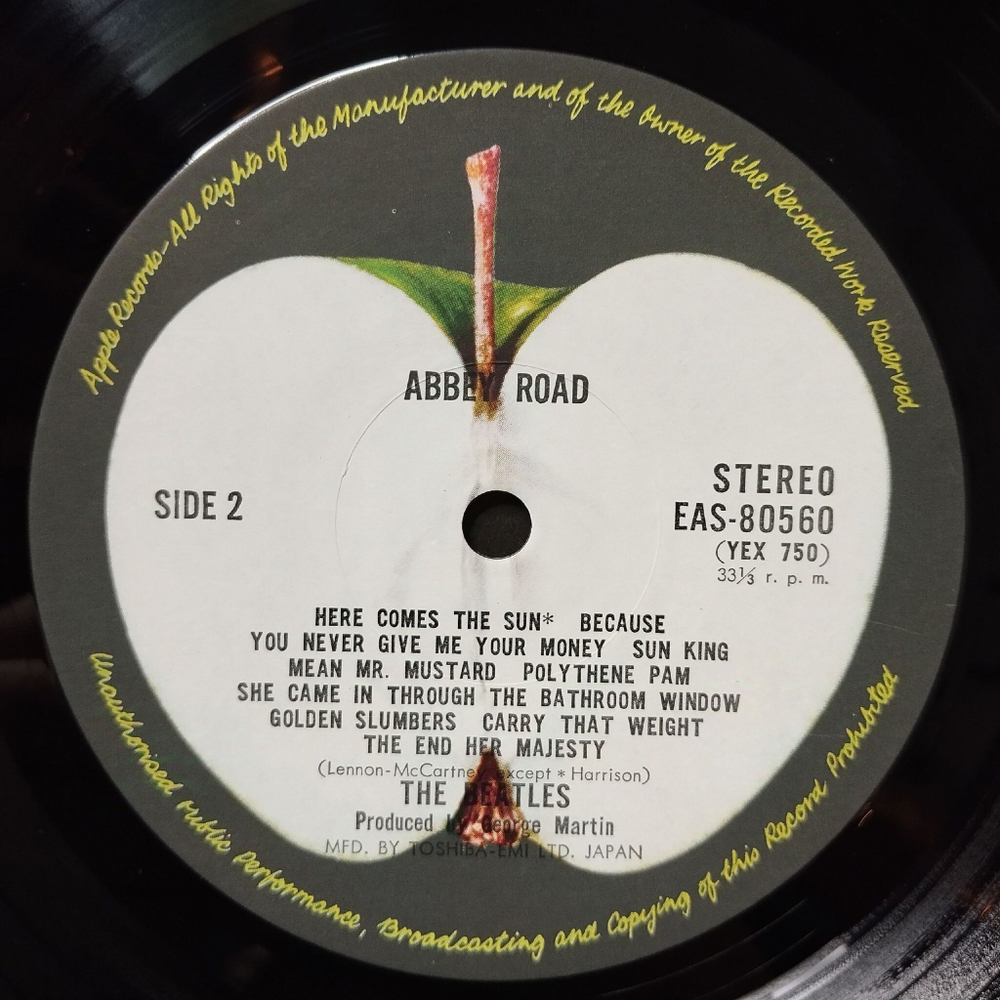 Apple Records-All Rights of the Manufacturer and of the Owner of the Recorded Work Reserved
ABBEY ROAD
SIDE 2
STEREO
EAS-80560
(YEX 750)
33⅓ r. p. m.
HERE COMES THE SUN* BECAUSE
YOU NEVER GIVE ME YOUR MONEY SUN KING
MEAN MR. MUSTARD POLYTHENE PAM
SHE CAME IN THROUGH THE BATHROOM WINDOW
GOLDEN SLUMBERS CARRY THAT WEIGHT
THE END HER MAJESTY
(Lennon-McCartney except * Harrison)
THE BEATLES
Produced by George Martin
MFD. BY TOSHIBA-EMI LTD. JAPAN
Unauthorised Public Performance, Broadcasting and Copying of this Record Prohibited